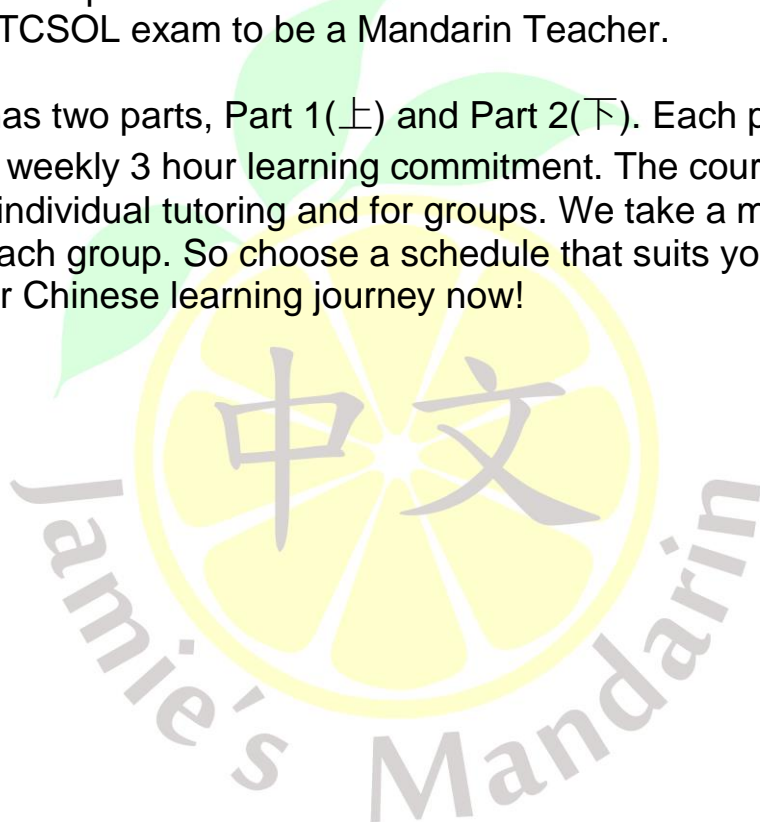 TCSOL exam to be a Mandarin Teacher.
as two parts, Part 1(上) and Part 2(下). Each p
weekly 3 hour learning commitment. The cour
individual tutoring and for groups. We take a m
ach group. So choose a schedule that suits yo
r Chinese learning journey now!
中文
Jamie's Mandarin